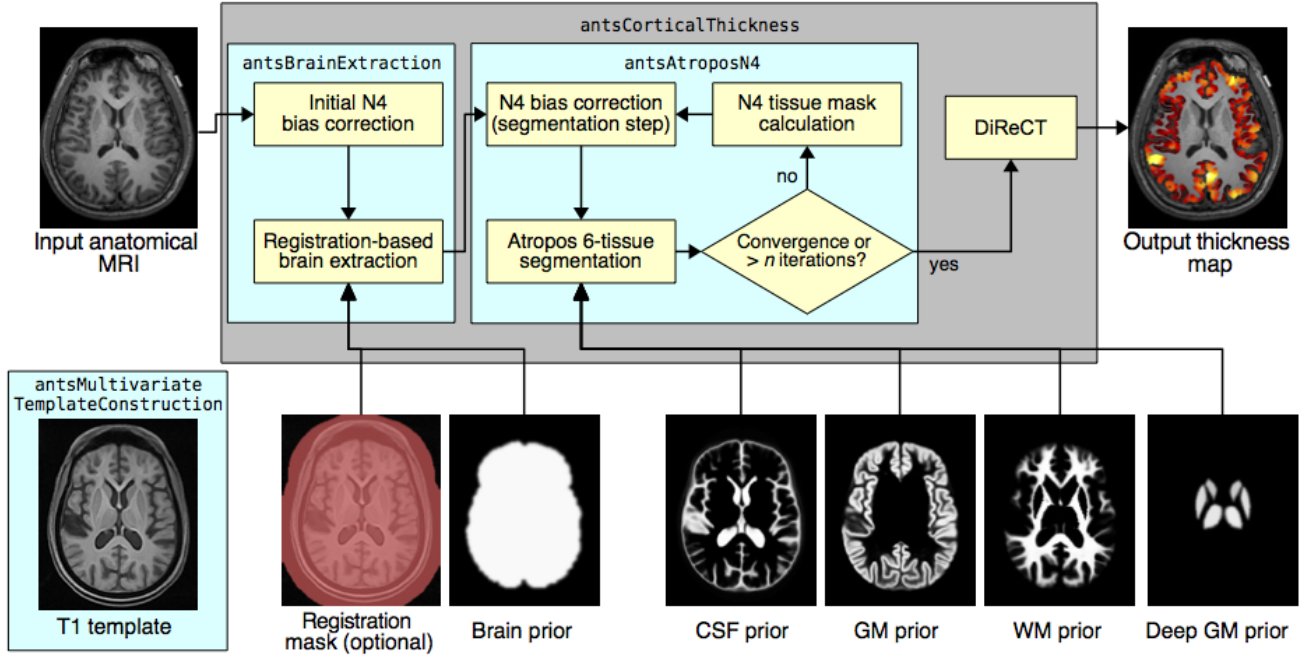 antsCorticalThickness
antsBrainExtraction
antsAtroposN4
Initial N4
bias correction
N4 bias correction
(segmentation step)
N4 tissue mask
calculation
DiReCT
no
Input anatomical
MRI
Registration-based
brain extraction
Atropos 6-tissue
segmentation
Convergence or
> n iterations?
yes
Output thickness
map
antsMultivariate
TemplateConstruction
T1 template
Registration
mask (optional)
Brain prior
CSF prior
GM prior
WM prior
Deep GM prior